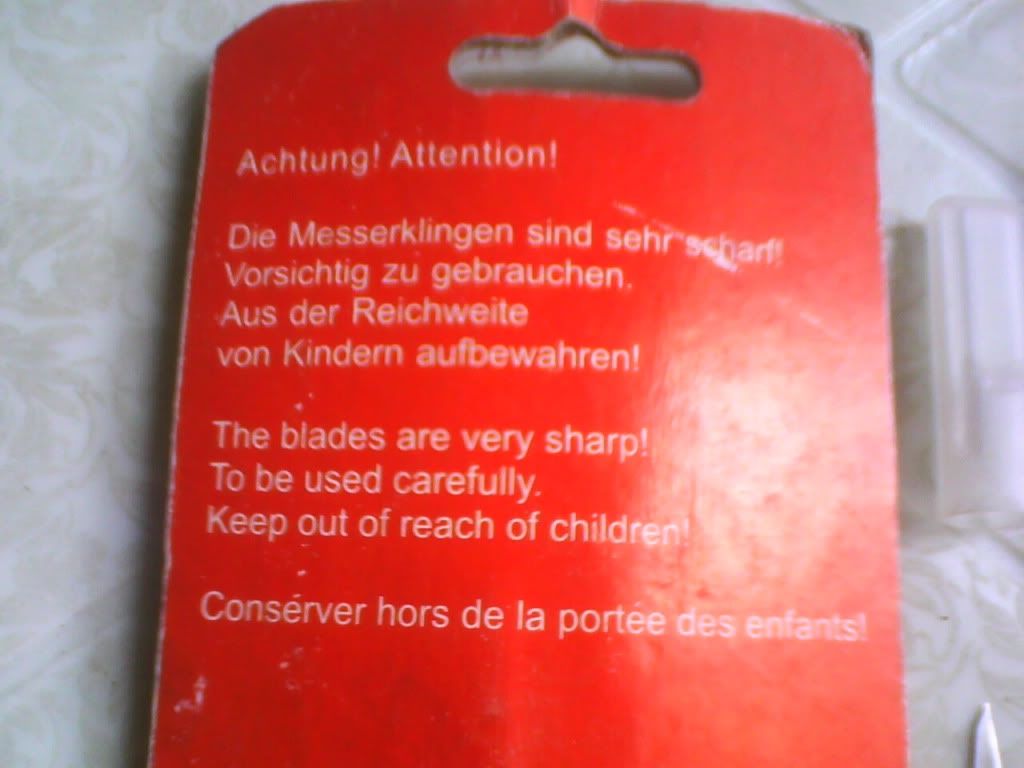 Achtung! Attention!
Die Messerklingen sind sehr scharf!
Vorsichtig zu gebrauchen.
Aus der Reichweite
von Kindern aufbewahren!
The blades are very sharp!
To be used carefully.
Keep out of reach of children!
Consérver hors de la portée des enfants!